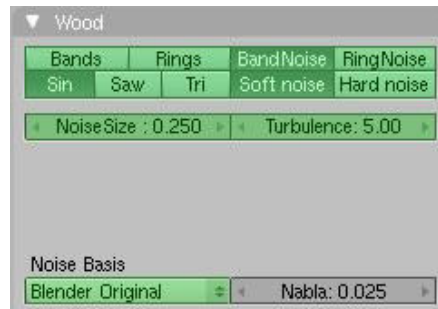 Wood
Bands Rings BandNoise RingNoise
Sin Saw Tri Soft noise Hard noise
NoiseSize : 0.250 Turbulence: 5.00
Noise Basis
Blender Original Nabla: 0.025